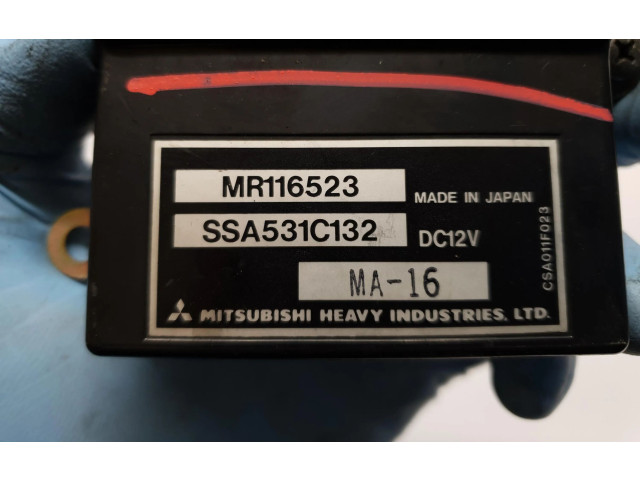 MR116523
MADE IN JAPAN
SSA531C132
DC12V
MA-16
MITSUBISHI HEAVY INDUSTRIES, LTD.
CSA011F023